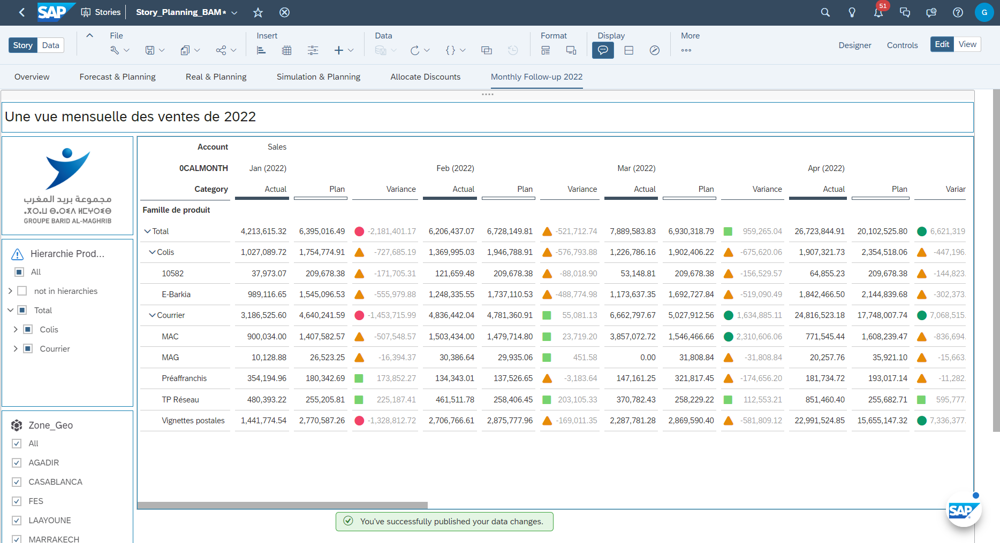 SAP Stories Story_Planning_BAM* 51 G
File Insert Data Format Display More
Story Data Designer Controls Edit View
Overview Forecast & Planning Real & Planning Simulation & Planning Allocate Discounts Monthly Follow-up 2022
Une vue mensuelle des ventes de 2022
مجموعة بريد المغرب
GROUPE BARID AL-MAGHRIB
Hierarchie Prod...
All
not in hierarchies
Total
Colis
Courrier
Zone_Geo
All
AGADIR
CASABLANCA
FES
LAAYOUNE
MARRAKECH
Account Sales
0CALMONTH Jan (2022) Feb (2022) Mar (2022) Apr (2022)
Category Actual Plan Variance Actual Plan Variance Actual Plan Variance Actual Plan Varian
Famille de produit
Total 4,213,615.32 6,395,016.49 -2,181,401.17 6,206,437.07 6,728,149.81 -521,712.74 7,889,583.83 6,930,318.79 959,265.04 26,723,844.91 20,102,525.80 6,621,319
Colis 1,027,089.72 1,754,774.91 -727,685.19 1,369,995.03 1,946,788.91 -576,793.88 1,226,786.16 1,902,406.22 -675,620.06 1,907,321.73 2,354,518.06 -447,196.
10582 37,973.07 209,678.38 -171,705.31 121,659.48 209,678.38 -88,018.90 53,148.81 209,678.38 -156,529.57 64,855.23 209,678.38 -144,823.
E-Barkia 989,116.65 1,545,096.53 -555,979.88 1,248,335.55 1,737,110.53 -488,774.98 1,173,637.35 1,692,727.84 -519,090.49 1,842,466.50 2,144,839.68 -302,373.
Courrier 3,186,525.60 4,640,241.59 -1,453,715.99 4,836,442.04 4,781,360.91 55,081.13 6,662,797.67 5,027,912.56 1,634,885.11 24,816,523.18 17,748,007.74 7,068,515.
MAC 900,034.00 1,407,582.57 -507,548.57 1,503,434.00 1,479,714.80 23,719.20 3,857,072.72 1,546,466.66 2,310,606.06 771,545.44 1,608,239.47 -836,694.
MAG 10,128.88 26,523.25 -16,394.37 30,386.64 29,935.06 451.58 0.00 31,808.84 -31,808.84 20,257.76 35,921.10 -15,663.
Préaffranchis 354,194.96 180,342.69 173,852.27 134,343.01 137,526.65 -3,183.64 147,161.25 321,817.45 -174,656.20 181,734.72 193,017.14 -11,282.
TP Réseau 480,393.22 255,205.81 225,187.41 461,511.78 258,406.45 203,105.33 370,782.43 258,229.22 112,553.21 851,460.40 255,682.71 595,777.
Vignettes postales 1,441,774.54 2,770,587.26 -1,328,812.72 2,706,766.61 2,875,777.96 -169,011.35 2,287,781.28 2,869,590.40 -581,809.12 22,991,524.85 15,655,147.32 7,336,377.
You've successfully published your data changes.
SAP